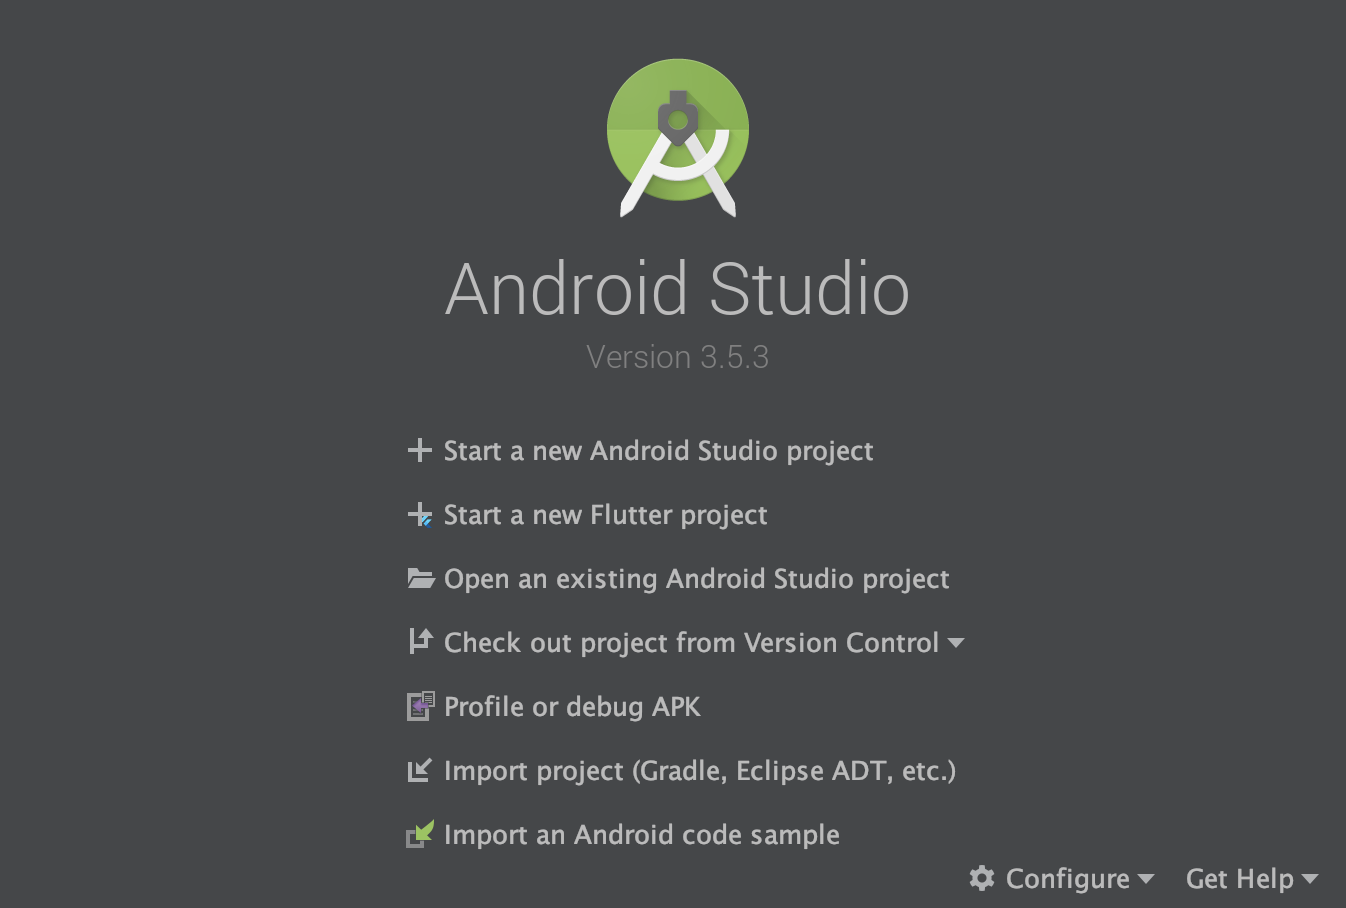 Android Studio
Version 3.5.3
Start a new Android Studio project
Start a new Flutter project
Open an existing Android Studio project
Check out project from Version Control
Profile or debug APK
Import project (Gradle, Eclipse ADT, etc.)
Import an Android code sample
Configure Get Help